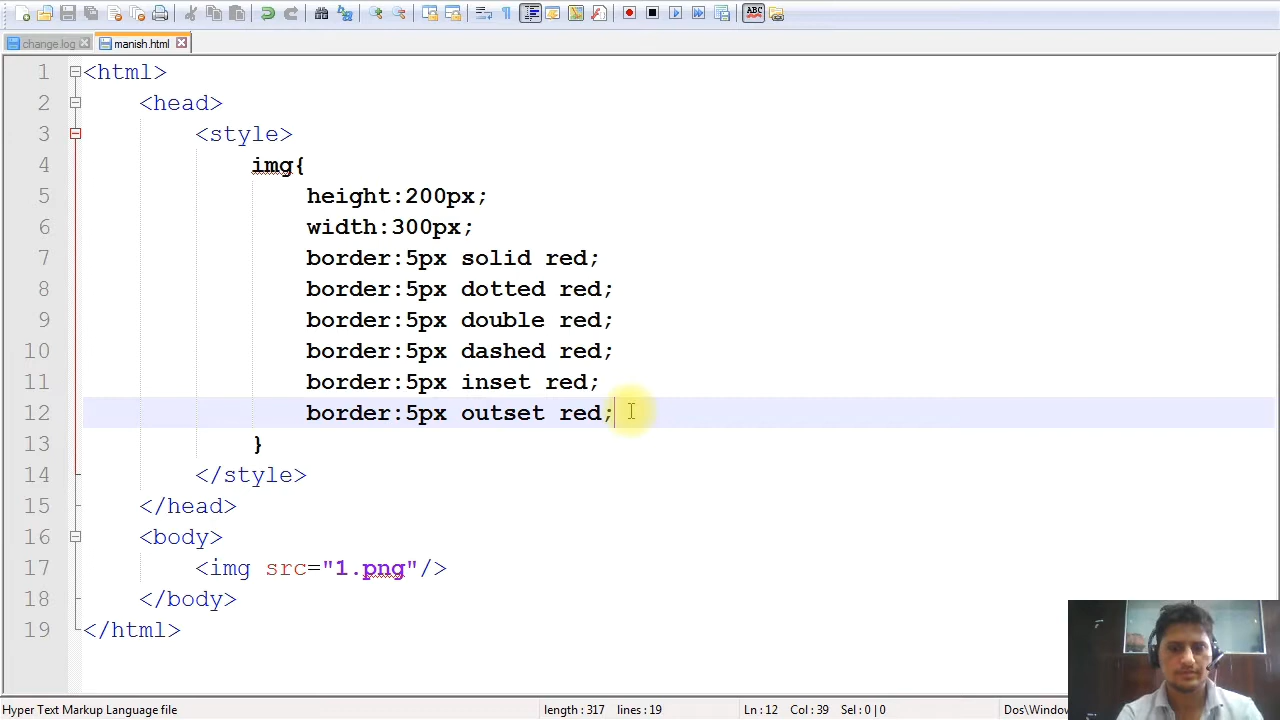 change.log manish.html
1 <html>
2 <head>
3 <style>
4 img{
5 height:200px;
6 width:300px;
7 border:5px solid red;
8 border:5px dotted red;
9 border:5px double red;
10 border:5px dashed red;
11 border:5px inset red;
12 border:5px outset red;
13 }
14 </style>
15 </head>
16 <body>
17 <img src="1.png"/>
18 </body>
19 </html>
Hyper Text Markup Language file length : 317 lines : 19 Ln : 12 Col : 39 Sel : 0 | 0 Dos\Window